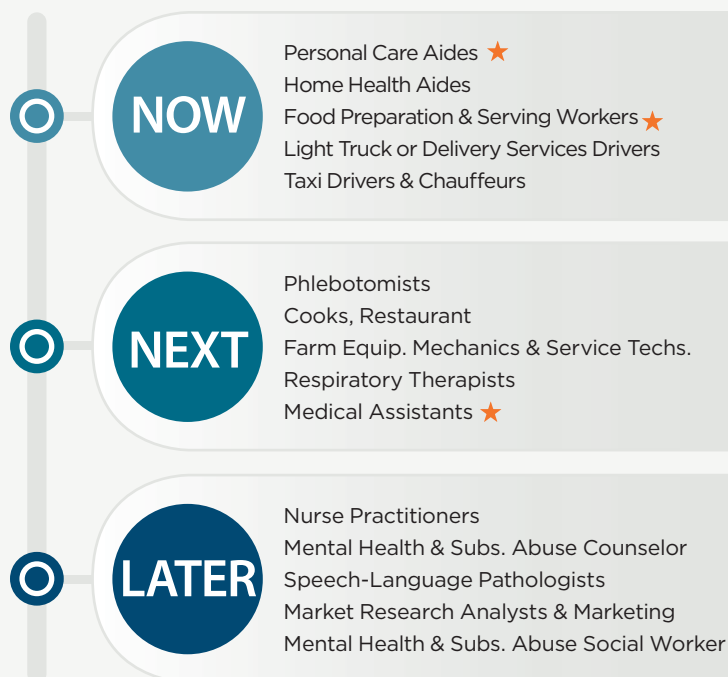 NOW
Personal Care Aides
Home Health Aides
Food Preparation & Serving Workers
Light Truck or Delivery Services Drivers
Taxi Drivers & Chauffeurs
NEXT
Phlebotomists
Cooks, Restaurant
Farm Equip. Mechanics & Service Techs.
Respiratory Therapists
Medical Assistants
LATER
Nurse Practitioners
Mental Health & Subs. Abuse Counselor
Speech-Language Pathologists
Market Research Analysts & Marketing
Mental Health & Subs. Abuse Social Worker